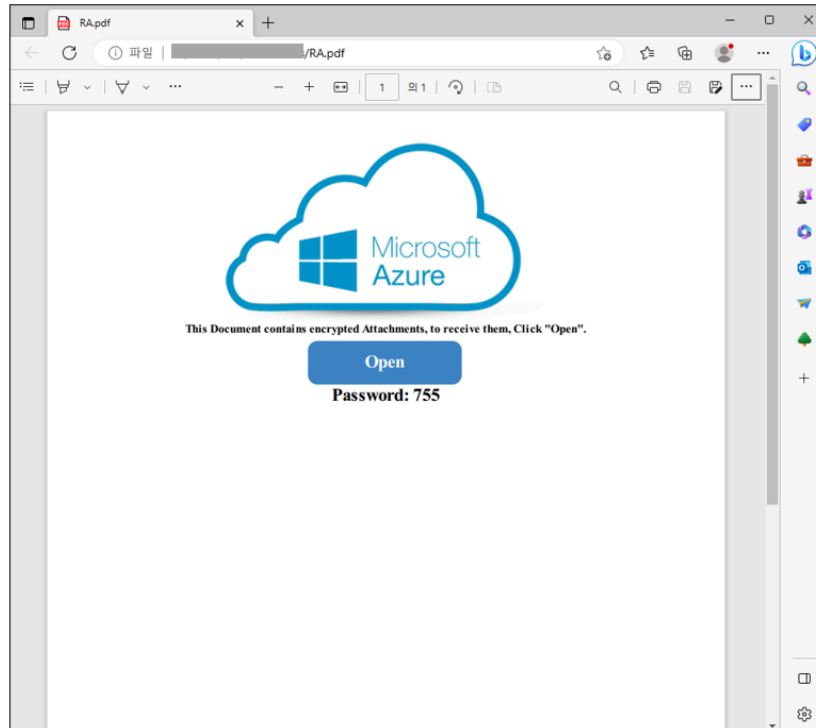 RA.pdf
파일
/RA.pdf
1
의 1
Microsoft
Azure
This Document contains encrypted Attachments, to receive them, Click "Open".
Open
Password: 755